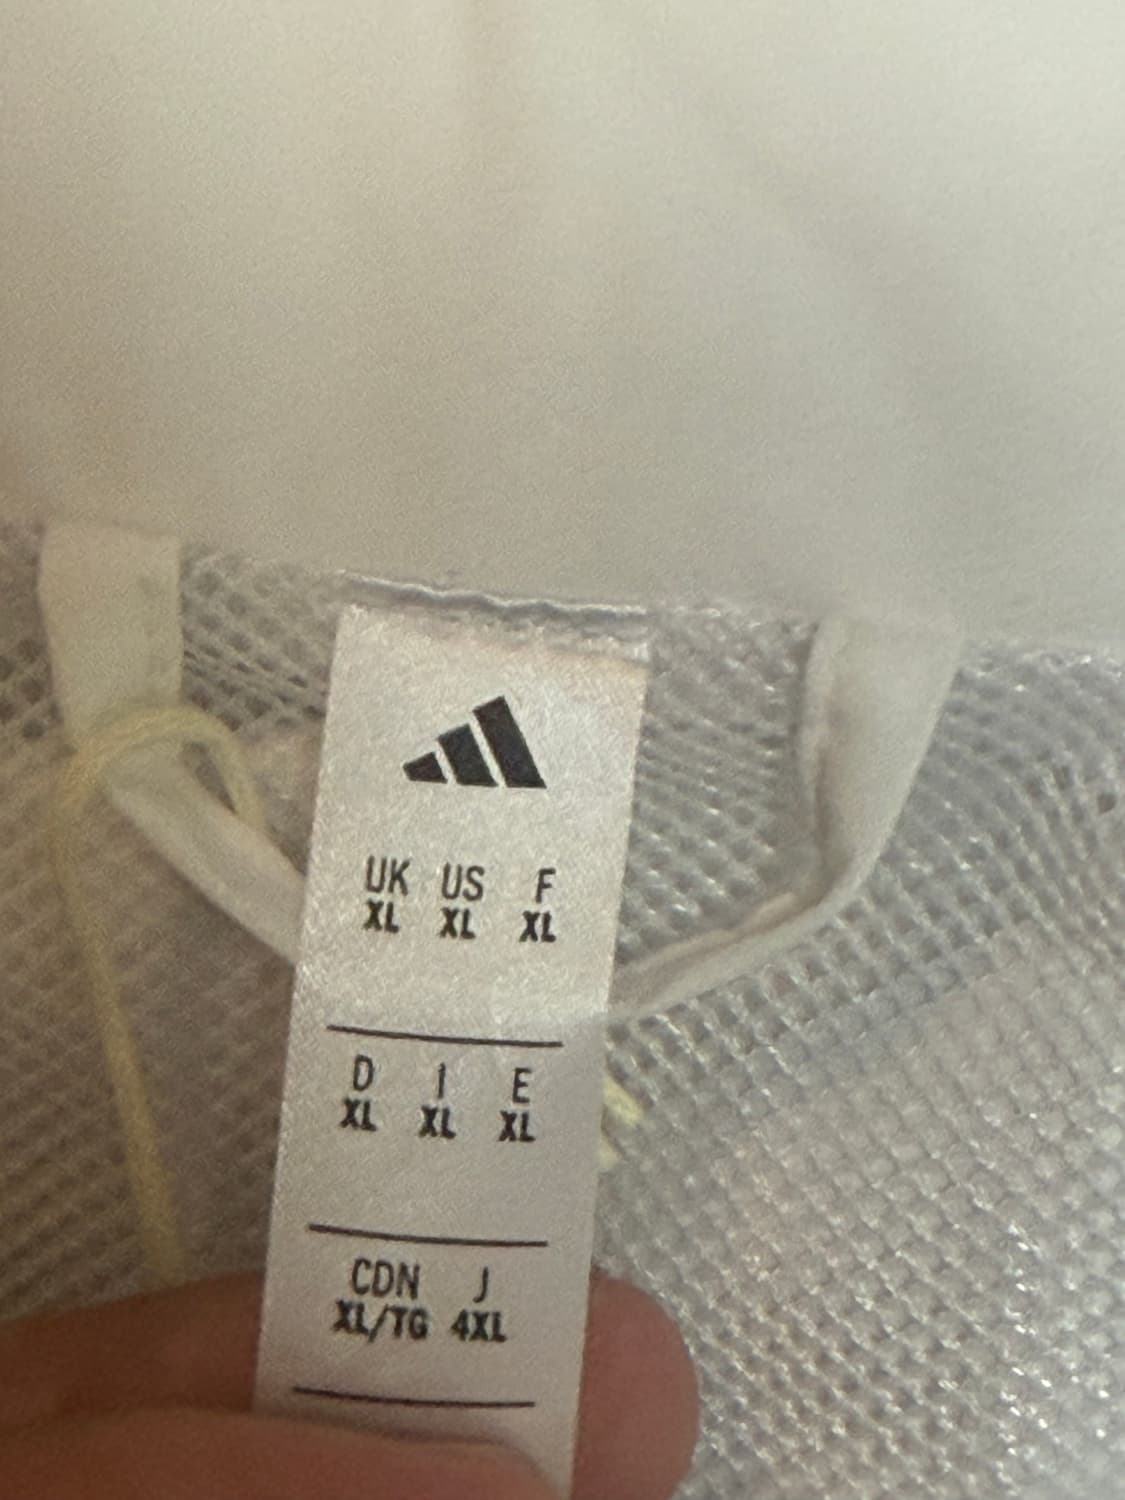 UK US F
XL XL XL
D I E
XL XL XL
CDN J
XL/TG 4XL